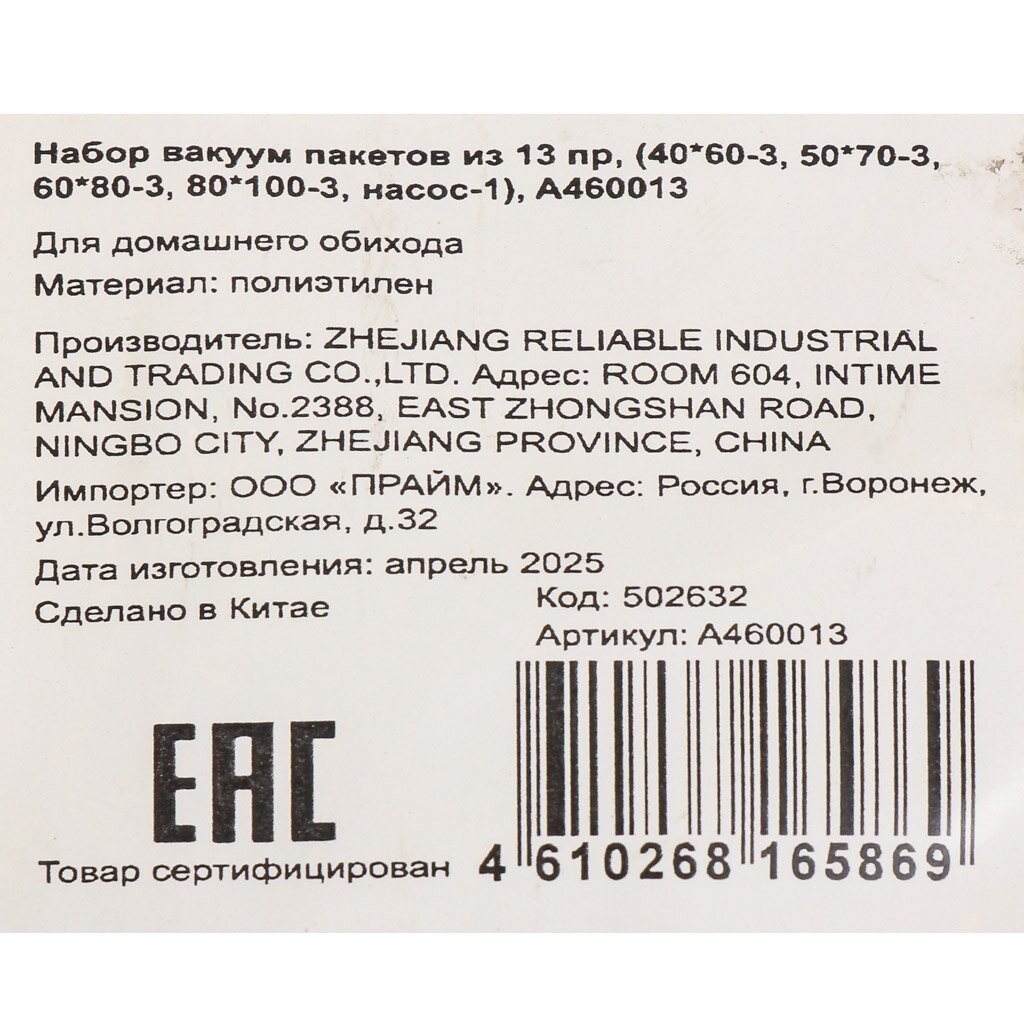 Набор вакуум пакетов из 13 пр, (40*60-3, 50*70-3,
60*80-3, 80*100-3, насос-1), А460013
Для домашнего обихода
Материал: полиэтилен
Производитель: ZHEJIANG RELIABLE INDUSTRIAL
AND TRADING CO.,LTD. Адрес: ROOM 604, INTIME
MANSION, No.2388, EAST ZHONGSHAN ROAD,
NINGBO CITY, ZHEJIANG PROVINCE, CHINA
Импортер: ООО «ПРАЙМ». Адрес: Россия, г.Воронеж,
ул.Волгоградская, д.32
Дата изготовления: апрель 2025
Сделано в Китае
Код: 502632
Артикул: А460013
ЕАС
Товар сертифицирован
4 610268 165869